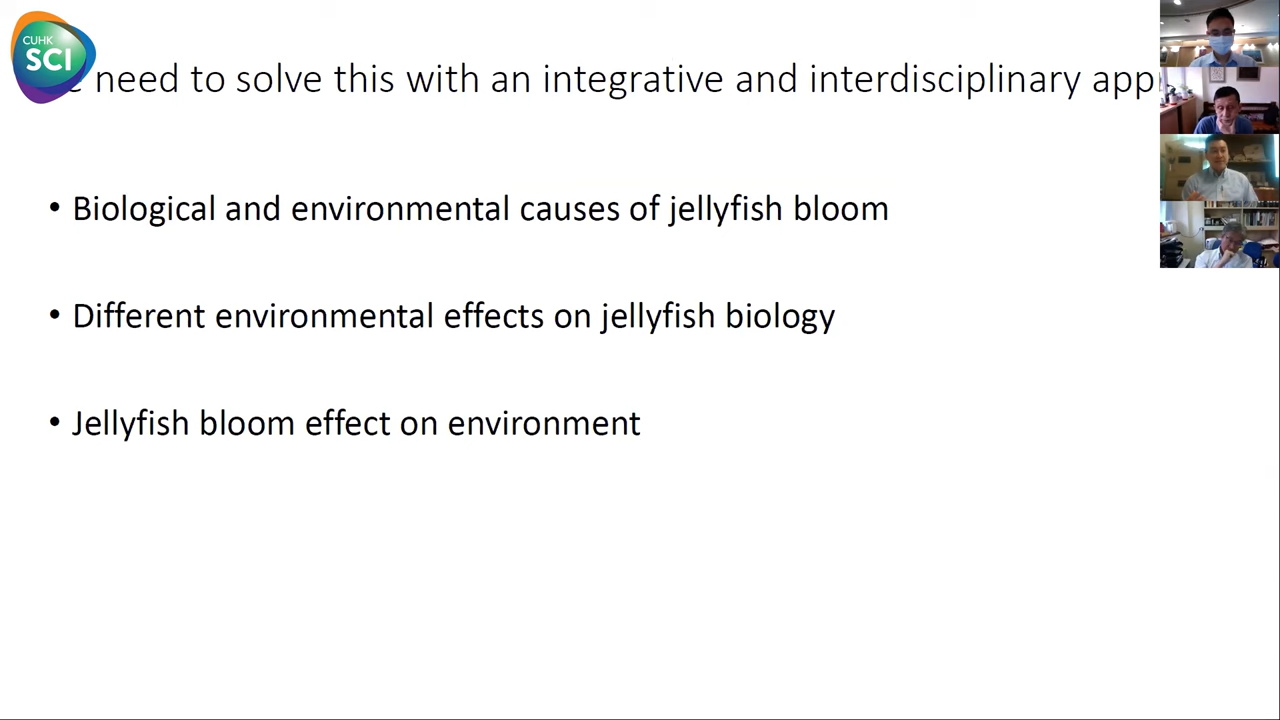 CUHK
SCI
need to solve this with an integrative and interdisciplinary app
• Biological and environmental causes of jellyfish bloom
• Different environmental effects on jellyfish biology
• Jellyfish bloom effect on environment